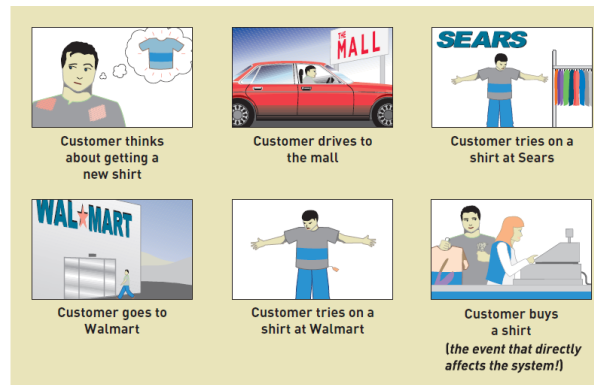 THE
MALL
SEARS
Customer thinks
about getting a
new shirt
Customer drives to
the mall
Customer tries on a
shirt at Sears
WAL★MART
Customer goes to
Walmart
Customer tries on a
shirt at Walmart
Customer buys
a shirt
(the event that directly
affects the system!)